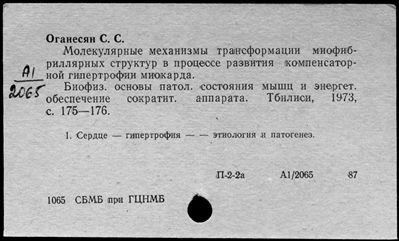 Оганесян С. С.
Молекулярные механизмы трансформации миофиб-
риллярных структур в процессе развития компенсатор-
ной гипертрофии миокарда.
А1
2065
Биофиз. основы патол. состояния мышц и энергет.
обеспечение сократит. аппарата. Тбилиси, 1973,
с. 175—176.
1. Сердце — гипертрофия — — этиология и патогенез.
П-2-2а А1/2065 87
1065 СБМБ при ГЦНМБ